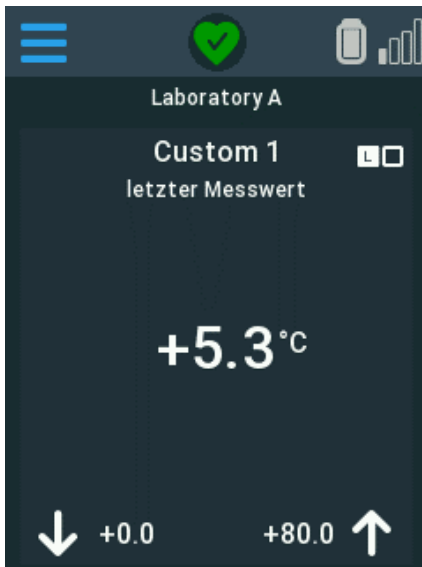 Laboratory A
Custom 1
L
letzter Messwert
+5.3°C
+0.0 +80.0